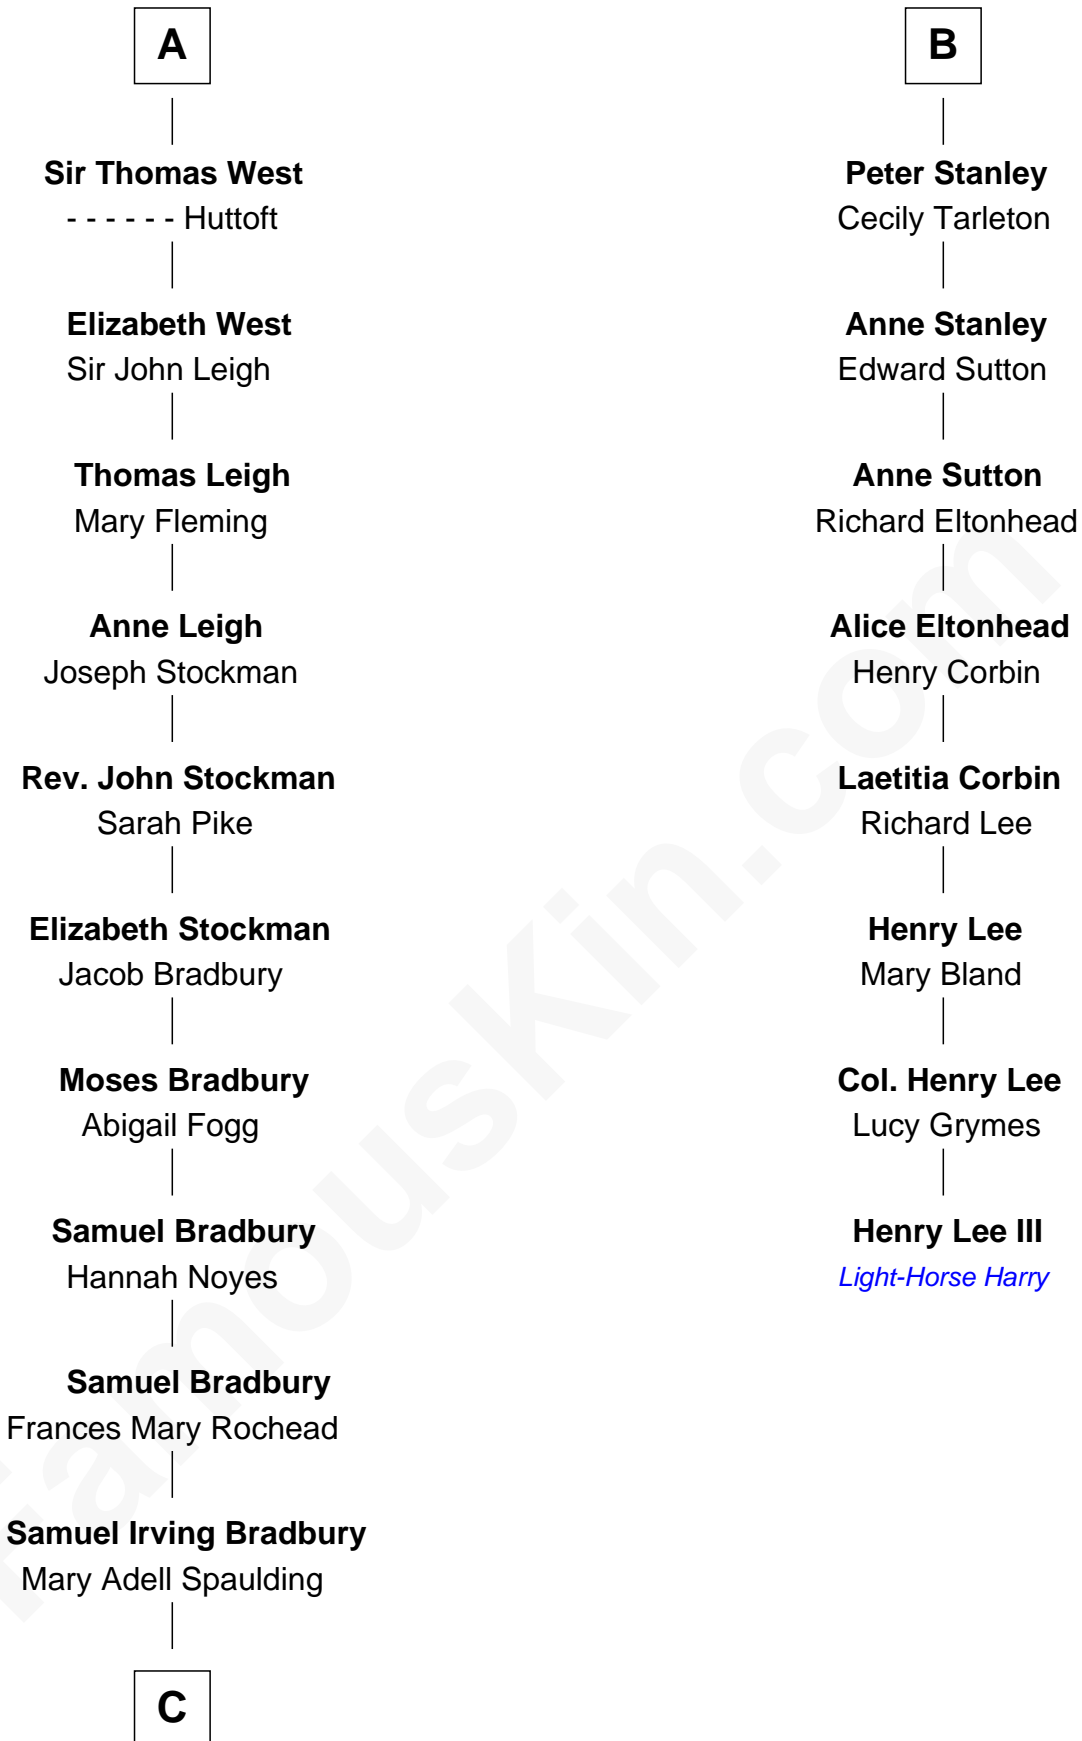 A
Sir Thomas West
- - - - - - Huttoft
Elizabeth West
Sir John Leigh
Thomas Leigh
Mary Fleming
Anne Leigh
Joseph Stockman
Rev. John Stockman
Sarah Pike
Elizabeth Stockman
Jacob Bradbury
Moses Bradbury
Abigail Fogg
Samuel Bradbury
Hannah Noyes
Samuel Bradbury
Frances Mary Rochead
Samuel Irving Bradbury
Mary Adell Spaulding
C
B
Peter Stanley
Cecily Tarleton
Anne Stanley
Edward Sutton
Anne Sutton
Richard Eltonhead
Alice Eltonhead
Henry Corbin
Laetitia Corbin
Richard Lee
Henry Lee
Mary Bland
Col. Henry Lee
Lucy Grymes
Henry Lee III
Light-Horse Harry
FamousKin.com